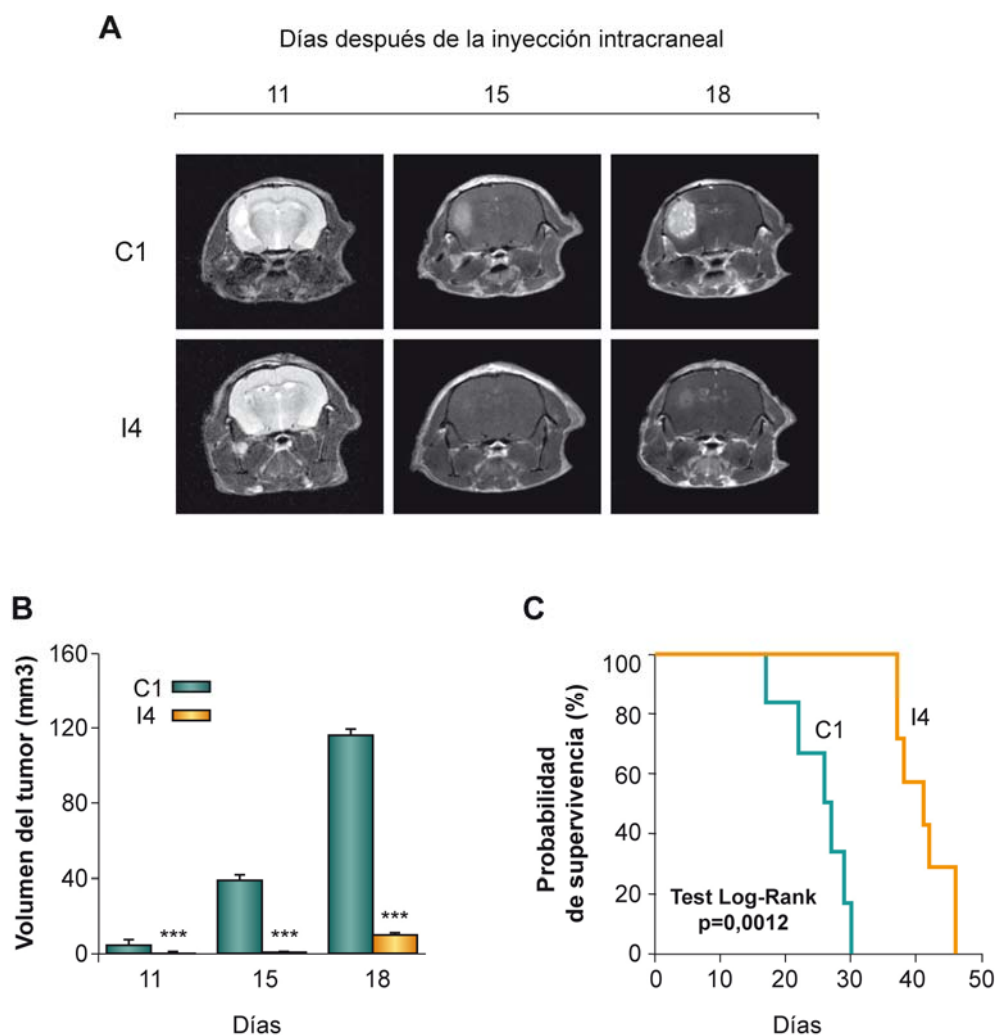 A
Días después de la inyección intracraneal
11 15 18
C1
I4
B
Volumen del tumor (mm3)
160
120
80
40
0
C1
I4
***
***
***
11 15 18
Días
C
Probabilidad
de supervivencia (%)
100
80
60
40
20
0
C1
I4
Test Log-Rank
p=0,0012
0 10 20 30 40 50
Días